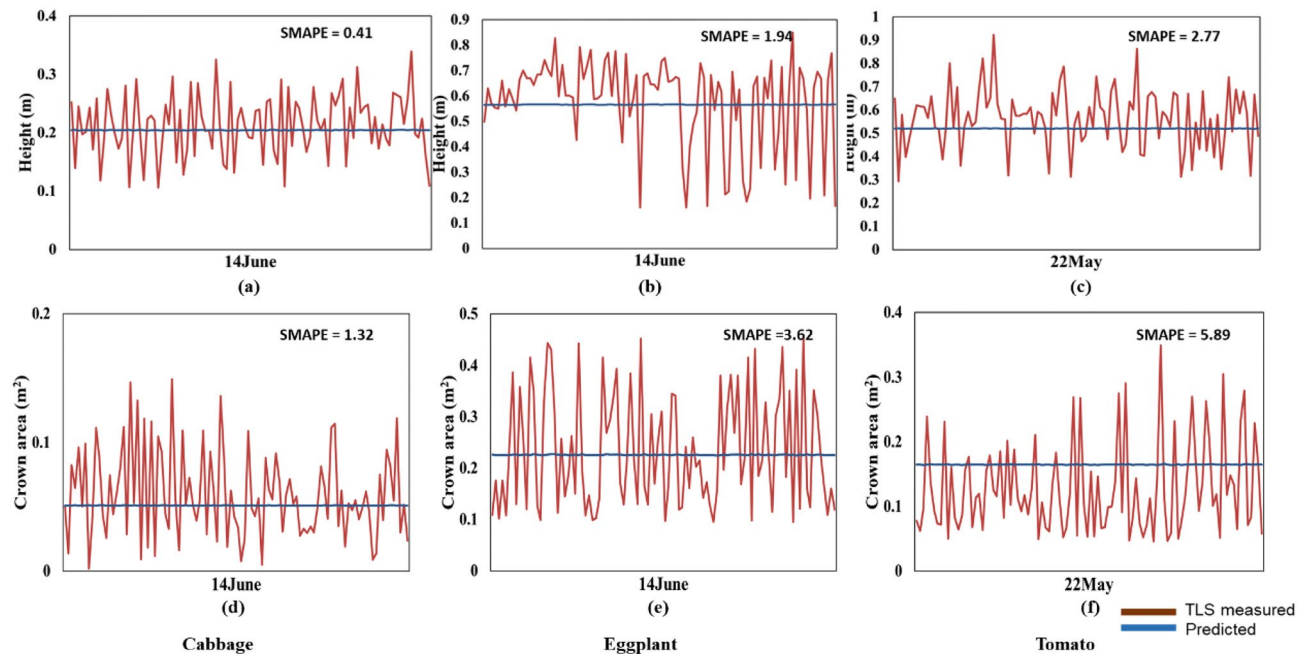 0.4
0.3
0.2
0.1
0
Height (m)
SMAPE = 0.41
14June
(a)
0.9
0.8
0.7
0.6
0.5
0.4
0.3
0.2
0.1
0
Height (m)
SMAPE = 1.94
14June
(b)
1
0.9
0.8
0.7
0.6
0.5
0.4
0.3
0.2
0.1
0
Height (m)
SMAPE = 2.77
22May
(c)
0.2
0.1
0
Crown area (m²)
SMAPE = 1.32
14June
(d)
0.5
0.4
0.3
0.2
0.1
0
Crown area (m²)
SMAPE =3.62
14June
(e)
0.4
0.3
0.2
0.1
0
Crown area (m²)
SMAPE = 5.89
22May
(f)
TLS measured
Predicted
Cabbage
Eggplant
Tomato